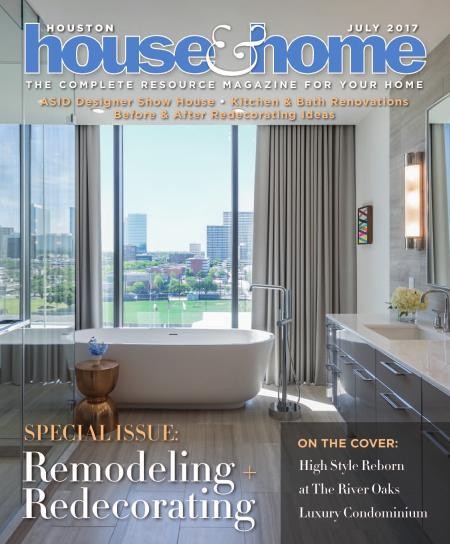 HOUSTON
JULY 2017
house&home
THE COMPLETE RESOURCE MAGAZINE FOR YOUR HOME
ASID Designer Show House • Kitchen & Bath Renovations
Before & After Redecorating Ideas
SPECIAL ISSUE:
Remodeling +
Redecorating
ON THE COVER:
High Style Reborn
at The River Oaks
Luxury Condominium